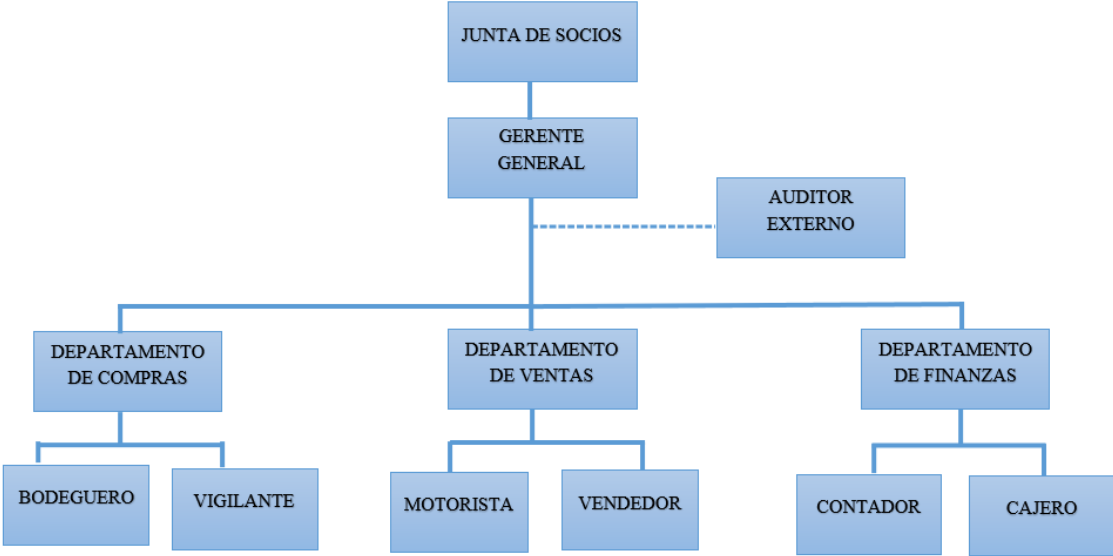 JUNTA DE SOCIOS
GERENTE
GENERAL
AUDITOR
EXTERNO
DEPARTAMENTO
DE COMPRAS
DEPARTAMENTO
DE VENTAS
DEPARTAMENTO
DE FINANZAS
BODEGUERO
VIGILANTE
MOTORISTA
VENDEDOR
CONTADOR
CAJERO